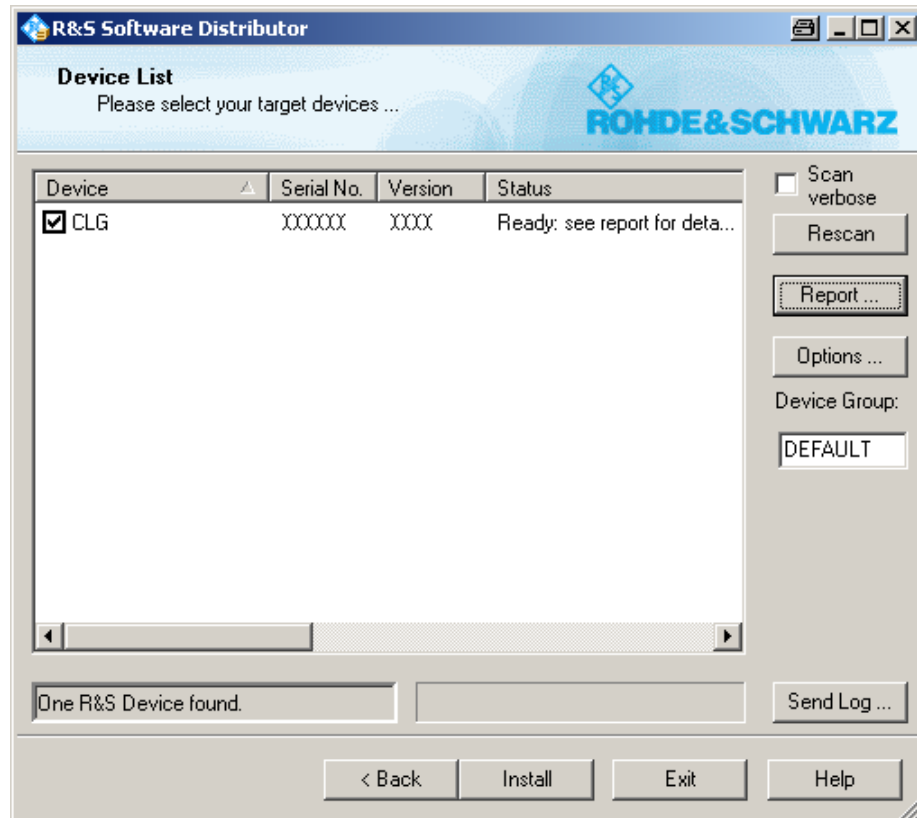 R&S Software Distributor
Device List
Please select your target devices ...
R&S
ROHDE&SCHWARZ
Device Serial No. Version Status
CLG XXXXXX XXXX Ready: see report for deta...
Scan verbose
Rescan
Report ...
Options ...
Device Group:
DEFAULT
One R&S Device found.
Send Log ...
< Back Install Exit Help